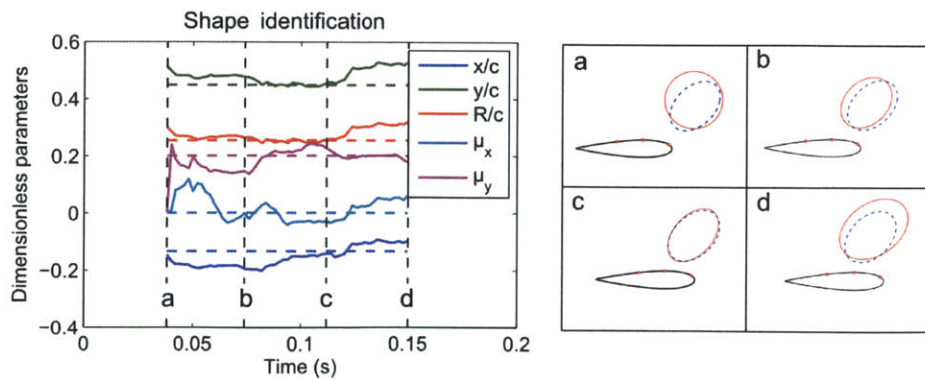 Shape identification
0.6
0.4
0.2
0
−0.2
−0.4
Dimensionless parameters
x/c
y/c
R/c
μx
μy
a
b
c
d
0
0.05
0.1
0.15
0.2
Time (s)
a
b
c
d